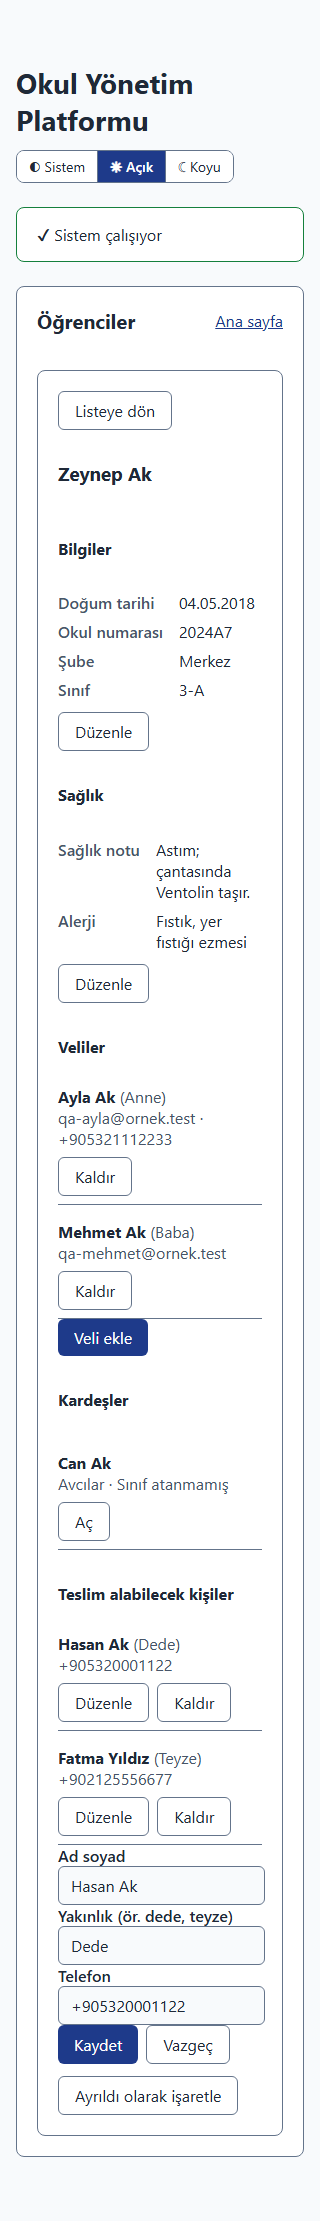 Okul Yönetim
Platformu
Sistem
Açık
Koyu
✓ Sistem çalışıyor
Öğrenciler
Ana sayfa
Listeye dön
Zeynep Ak
Bilgiler
Doğum tarihi 04.05.2018
Okul numarası 2024A7
Şube Merkez
Sınıf 3-A
Düzenle
Sağlık
Sağlık notu Astım;
çantasında
Ventolin taşır.
Alerji Fıstık, yer
fıstığı ezmesi
Düzenle
Veliler
Ayla Ak (Anne)
qa-ayla@ornek.test ·
+905321112233
Kaldır
Mehmet Ak (Baba)
qa-mehmet@ornek.test
Kaldır
Veli ekle
Kardeşler
Can Ak
Avcılar · Sınıf atanmamış
Aç
Teslim alabilecek kişiler
Hasan Ak (Dede)
+905320001122
Düzenle Kaldır
Fatma Yıldız (Teyze)
+902125556677
Düzenle Kaldır
Ad soyad
Hasan Ak
Yakınlık (ör. dede, teyze)
Dede
Telefon
+905320001122
Kaydet Vazgeç
Ayrıldı olarak işaretle